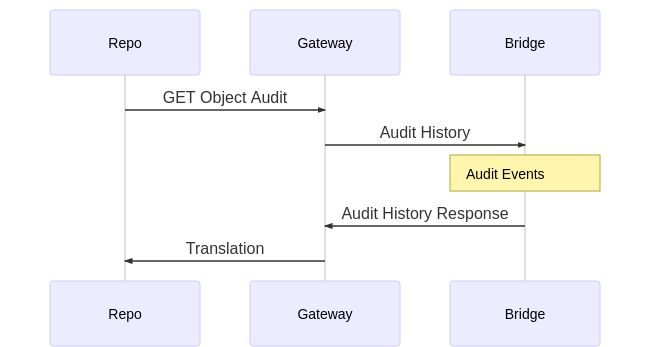 Repo
Gateway
Bridge
GET Object Audit
Audit History
Audit Events
Audit History Response
Translation
Repo
Gateway
Bridge